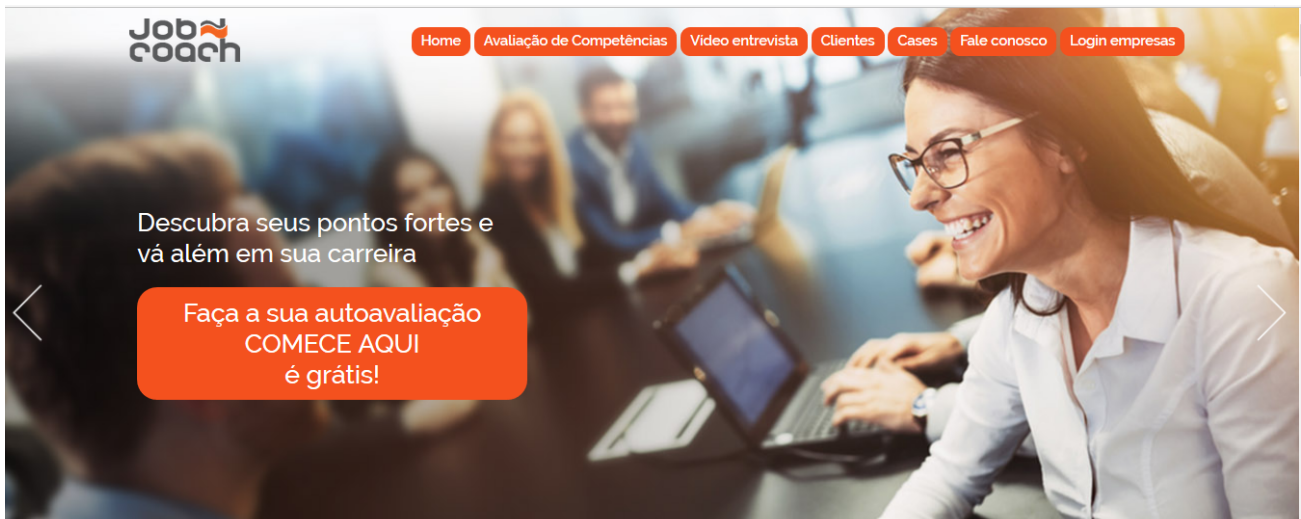 Job
coach
Home
Avaliação de Competências
Vídeo entrevista
Clientes
Cases
Fale conosco
Login empresas
Descubra seus pontos fortes e
vá além em sua carreira
Faça a sua autoavaliação
COMECE AQUI
é grátis!